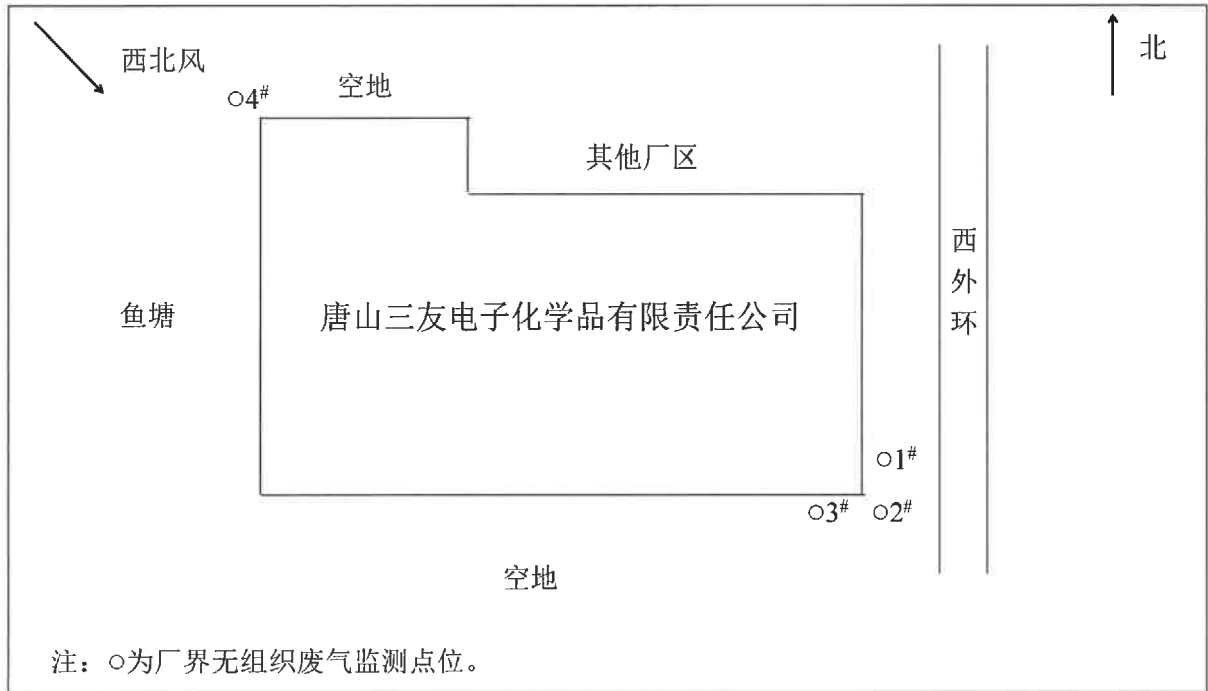 西北风
北
○4#
空地
其他厂区
西外环
鱼塘
唐山三友电子化学品有限责任公司
○1#
○3#
○2#
空地
注：○为厂界无组织废气监测点位。